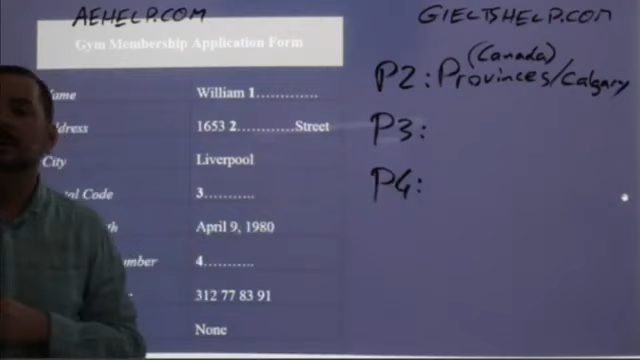 AEHELP.COM
GIELTSHELP.COM
Gym Membership Application Form
William 1..............
1653 2............Street
City
Liverpool
Code
3...........
April 9, 1980
4...........
312 77 83 91
None
(Canada)
P2: Provinces/Calgary
P3:
P4: